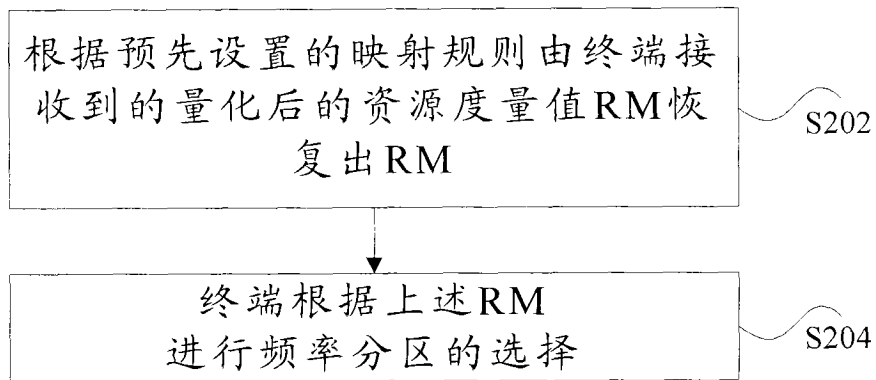 根据预先设置的映射规则由终端接
收到的量化后的资源度量值RM恢
复出RM
S202
终端根据上述RM
进行频率分区的选择
S204